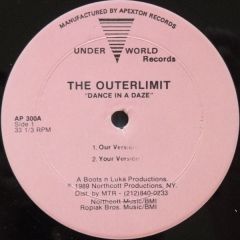 MANUFACTURED BY APEXTON RECORDS
UNDER WORLD
Records
THE OUTERLIMIT
"DANCE IN A DAZE"
AP 300A
Side 1
33 1/3 RPM
1. Our Version
2. Your Version
A Boots n Luka Productions.
© 1989 Northcott Productions, NY.
Dist. by MTR - (212)840-0233
Northcott Music/BMI
Ropiak Bros. Music/BMI